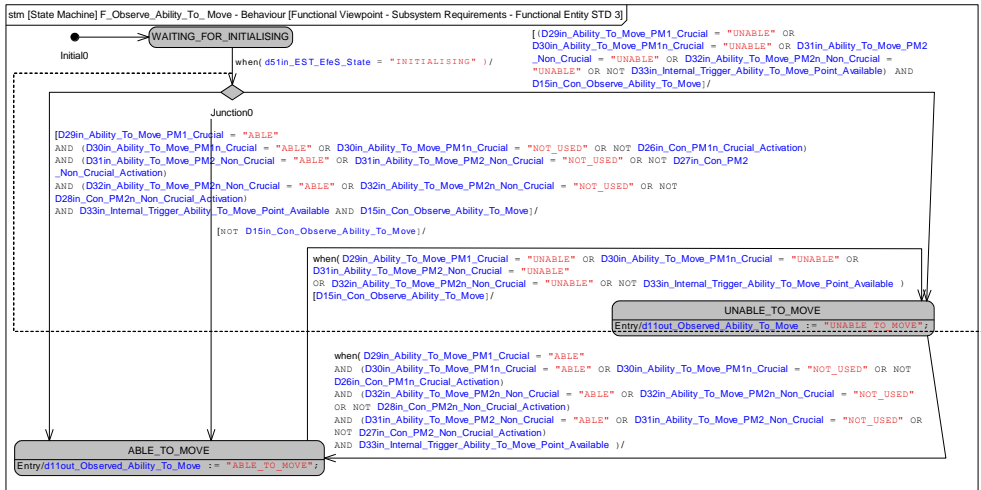 stm [State Machine] F_Observe_Ability_To_ Move - Behaviour [Functional Viewpoint - Subsystem Requirements - Functional Entity STD 3]
Initial0
WAITING_FOR_INITIALISING
when( d51in_EST_EfeS_State = "INITIALISING" )/
[(D29in_Ability_To_Move_PM1_Crucial = "UNABLE" OR
D30in_Ability_To_Move_PM1n_Crucial = "UNABLE" OR D31in_Ability_To_Move_PM2
_Non_Crucial = "UNABLE" OR D32in_Ability_To_Move_PM2n_Non_Crucial =
"UNABLE" OR NOT D33in_Internal_Trigger_Ability_To_Move_Point_Available) AND
D15in_Con_Observe_Ability_To_Move]/
Junction0
[D29in_Ability_To_Move_PM1_Crucial = "ABLE"
AND (D30in_Ability_To_Move_PM1n_Crucial = "ABLE OR D30in_Ability_To_Move_PM1n_Crucial = "NOT_USED" OR NOT D26in_Con_PM1n_Crucial_Activation)
AND (D31in_Ability_To_Move_PM2_Non_Crucial = "ABLE" OR D31in_Ability_To_Move_PM2_Non_Crucial = "NOT_USED" OR NOT D27in_Con_PM2
_Non_Crucial_Activation)
AND (D32in_Ability_To_Move_PM2n_Non_Crucial = "ABLE" OR D32in_Ability_To_Move_PM2n_Non_Crucial = "NOT_USED" OR NOT
D28in_Con_PM2n_Non_Crucial_Activation)
AND D33in_Internal_Trigger_Ability_To_Move_Point_Available AND D15in_Con_Observe_Ability_To_Move]/
[NOT D15in_Con_Observe_Ability_To_Move]/
when( D29in_Ability_To_Move_PM1_Crucial = "UNABLE" OR D30in_Ability_To_Move_PM1n_Crucial = "UNABLE" OR
D31in_Ability_To_Move_PM2_Non_Crucial = "UNABLE"
OR D32in_Ability_To_Move_PM2n_Non_Crucial = "UNABLE" OR NOT D33in_Internal_Trigger_Ability_To_Move_Point_Available )
[D15in_Con_Observe_Ability_To_Move]/
UNABLE_TO_MOVE
Entry/d11out_Observed_Ability_To_Move := "UNABLE_TO_MOVE";
when( D29in_Ability_To_Move_PM1_Crucial = "ABLE"
AND (D30in_Ability_To_Move_PM1n_Crucial = "ABLE" OR D30in_Ability_To_Move_PM1n_Crucial = "NOT_USED" OR NOT
D26in_Con_PM1n_Crucial_Activation)
AND (D32in_Ability_To_Move_PM2n_Non_Crucial = "ABLE" OR D32in_Ability_To_Move_PM2n_Non_Crucial = "NOT_USED"
OR NOT D28in_Con_PM2n_Non_Crucial_Activation)
AND (D31in_Ability_To_Move_PM2_Non_Crucial = "ABLE" OR D31in_Ability_To_Move_PM2_Non_Crucial = "NOT_USED" OR
NOT D27in_Con_PM2_Non_Crucial_Activation)
AND D33in_Internal_Trigger_Ability_To_Move_Point_Available )/
ABLE_TO_MOVE
Entry/d11out_Observed_Ability_To_Move := "ABLE_TO_MOVE";